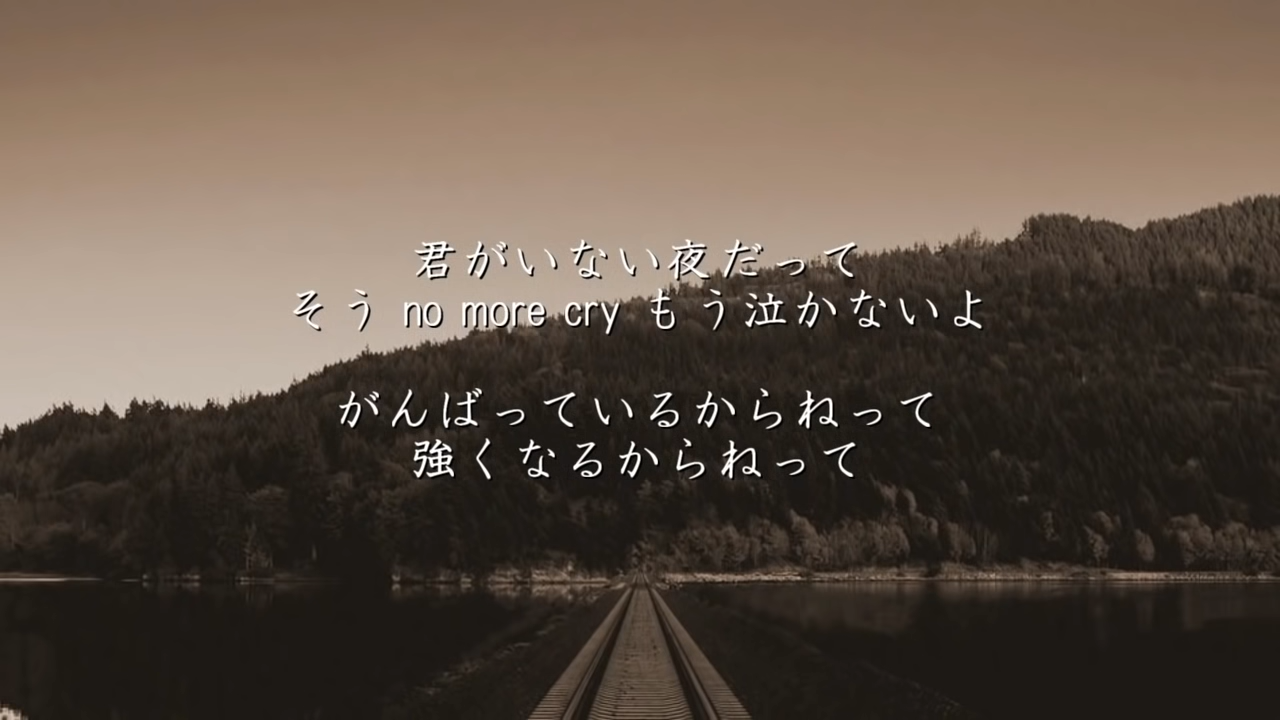 君がいない夜だって
そう no more cry もう泣かないよ
がんばっているからねって
強くなるからねって